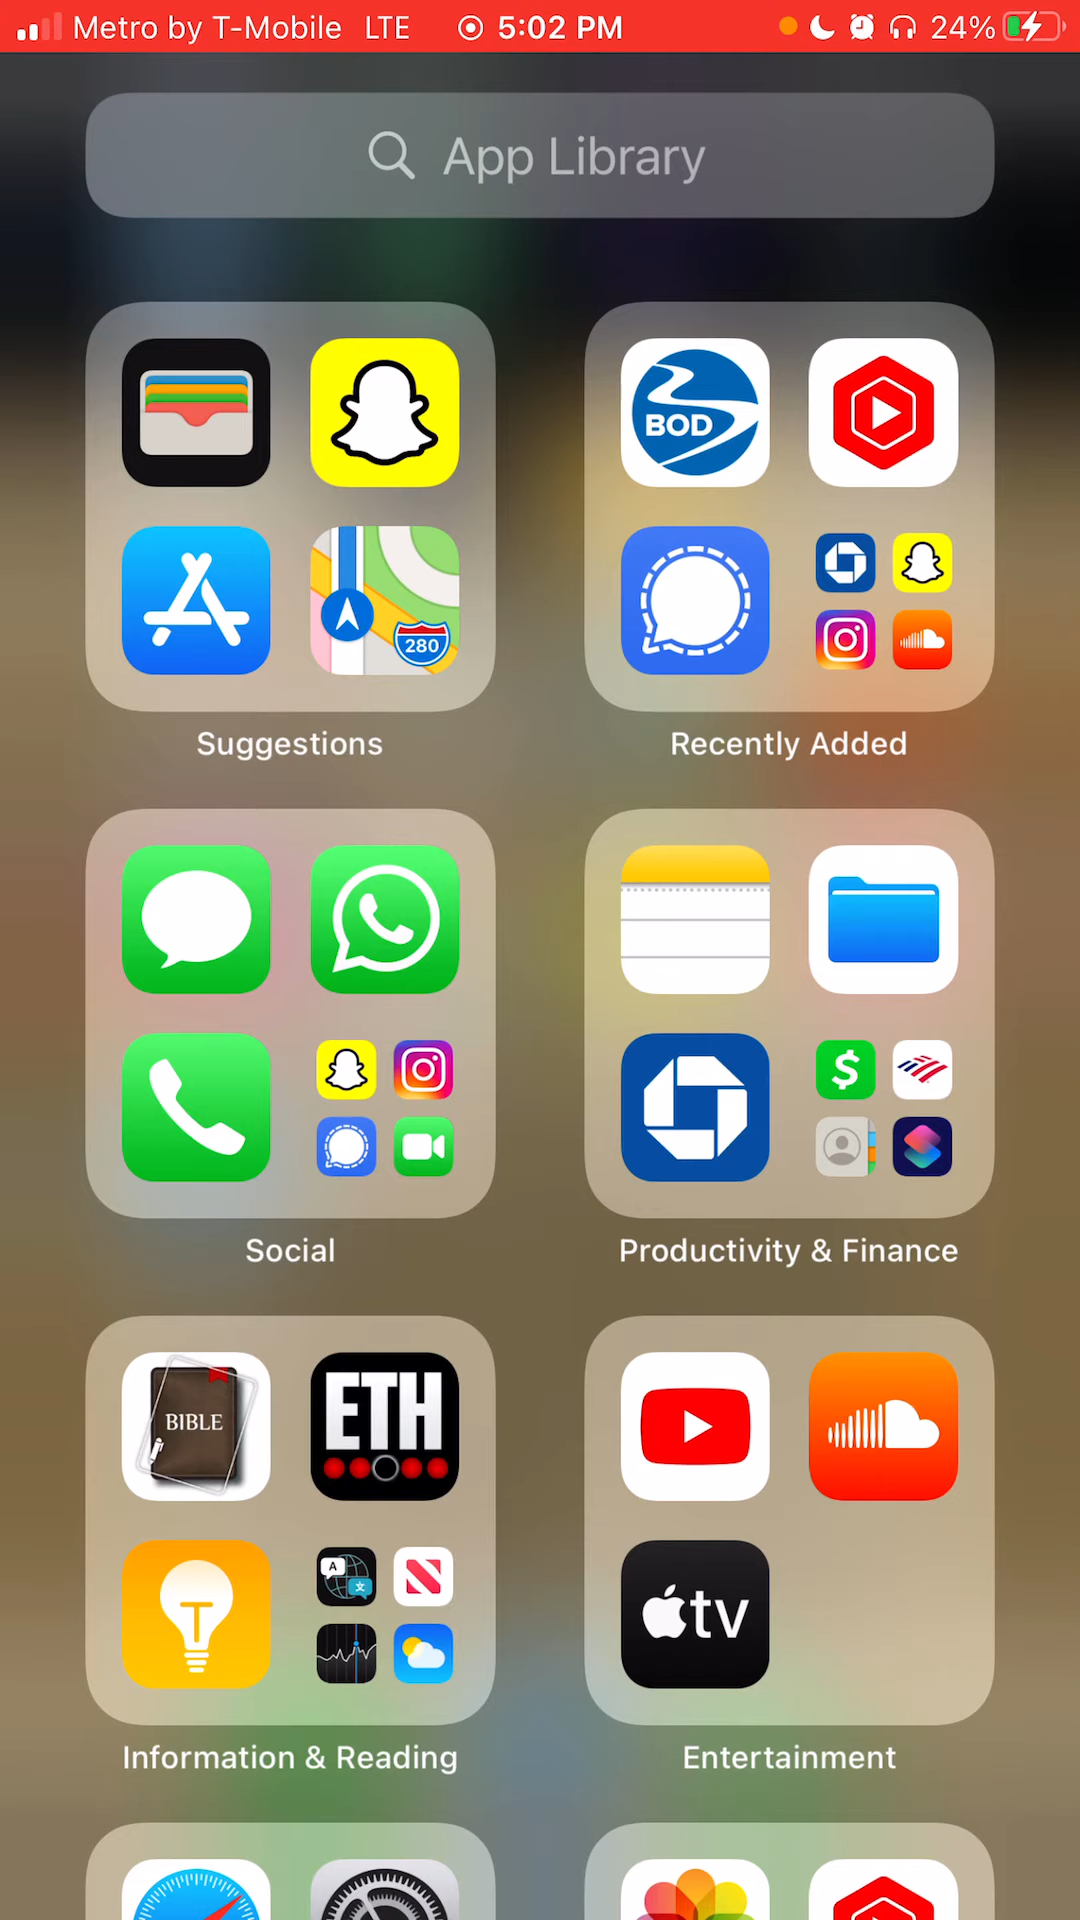 Metro by T-Mobile LTE 5:02 PM 24%
App Library
BOD
280
Suggestions
Recently Added
$
Social
Productivity & Finance
BIBLE
ETH
T
A
文
tv
Information & Reading
Entertainment